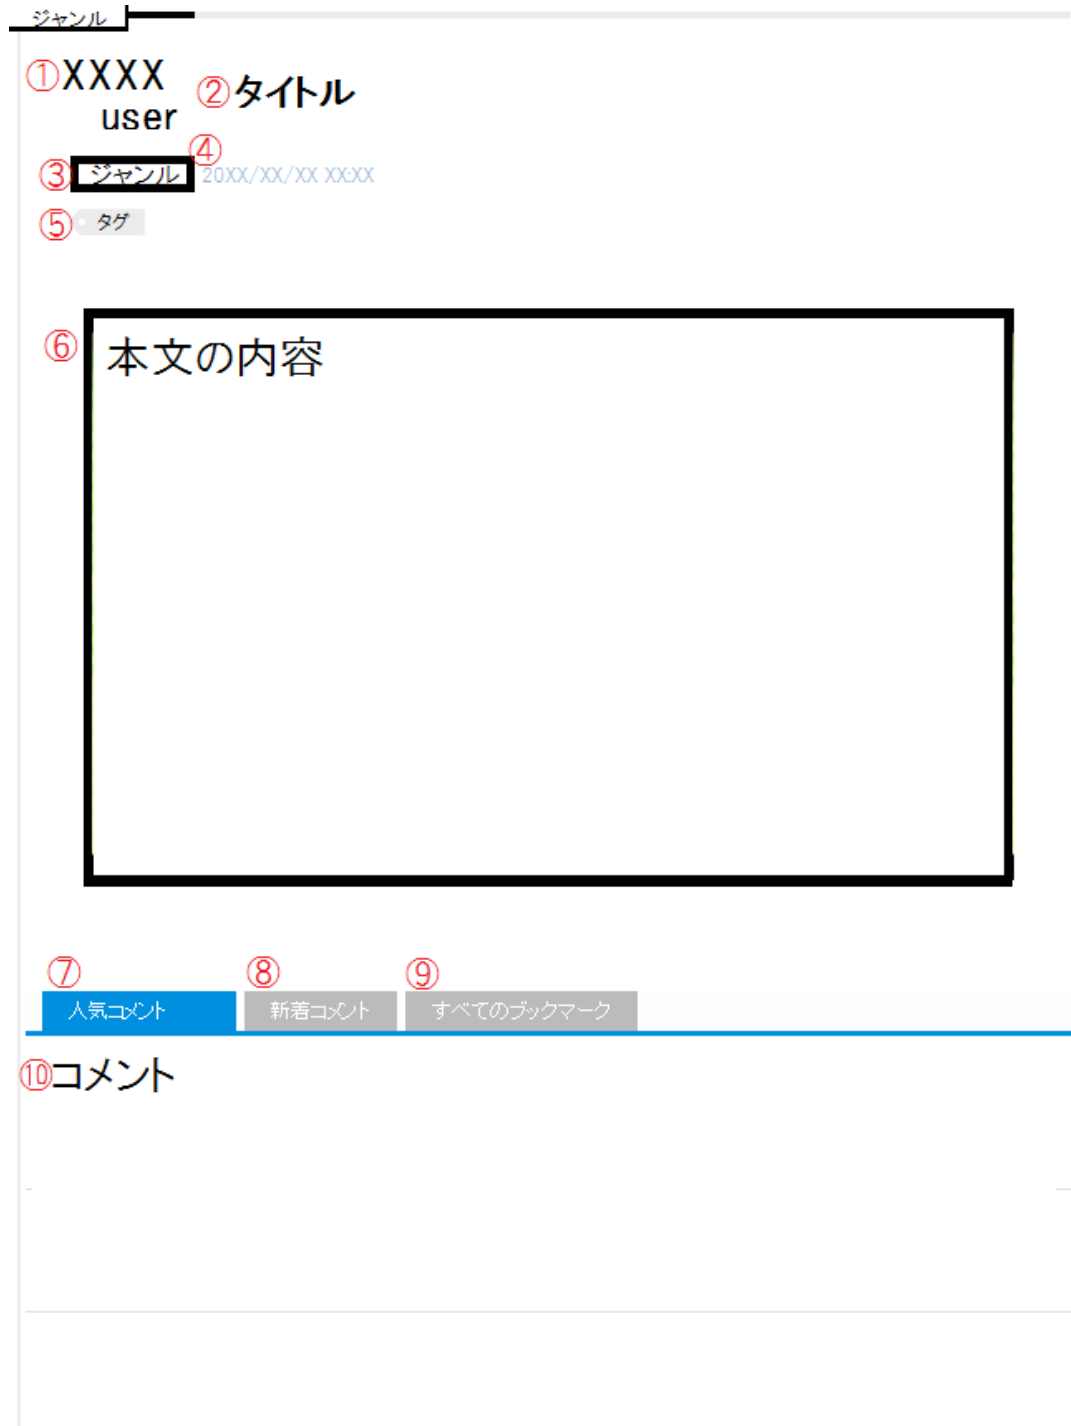 ジャンル
①XXXX
user
②タイトル
④
③ジャンル 20XX/XX/XX XX:XX
⑤タグ
⑥本文の内容
⑦ ⑧ ⑨
人気コメント 新着コメント すべてのブックマーク
⑩コメント